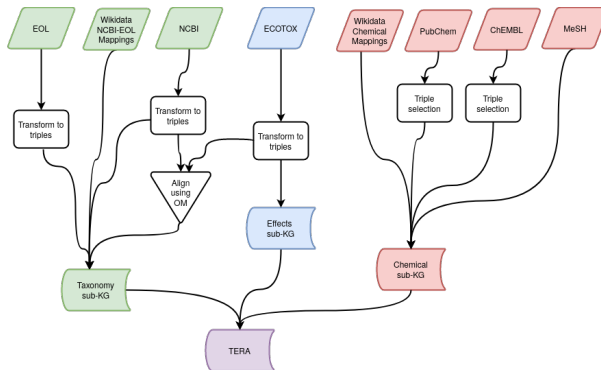 EOL
Wikidata
NCBI-EOL
Mappings
NCBI
ECOTOX
Wikidata
Chemical
Mappings
PubChem
ChEMBL
MeSH
Transform to
triples
Transform to
triples
Transform to
triples
Triple
selection
Triple
selection
Align
using
OM
Effects
sub-KG
Taxonomy
sub-KG
Chemical
sub-KG
TERA